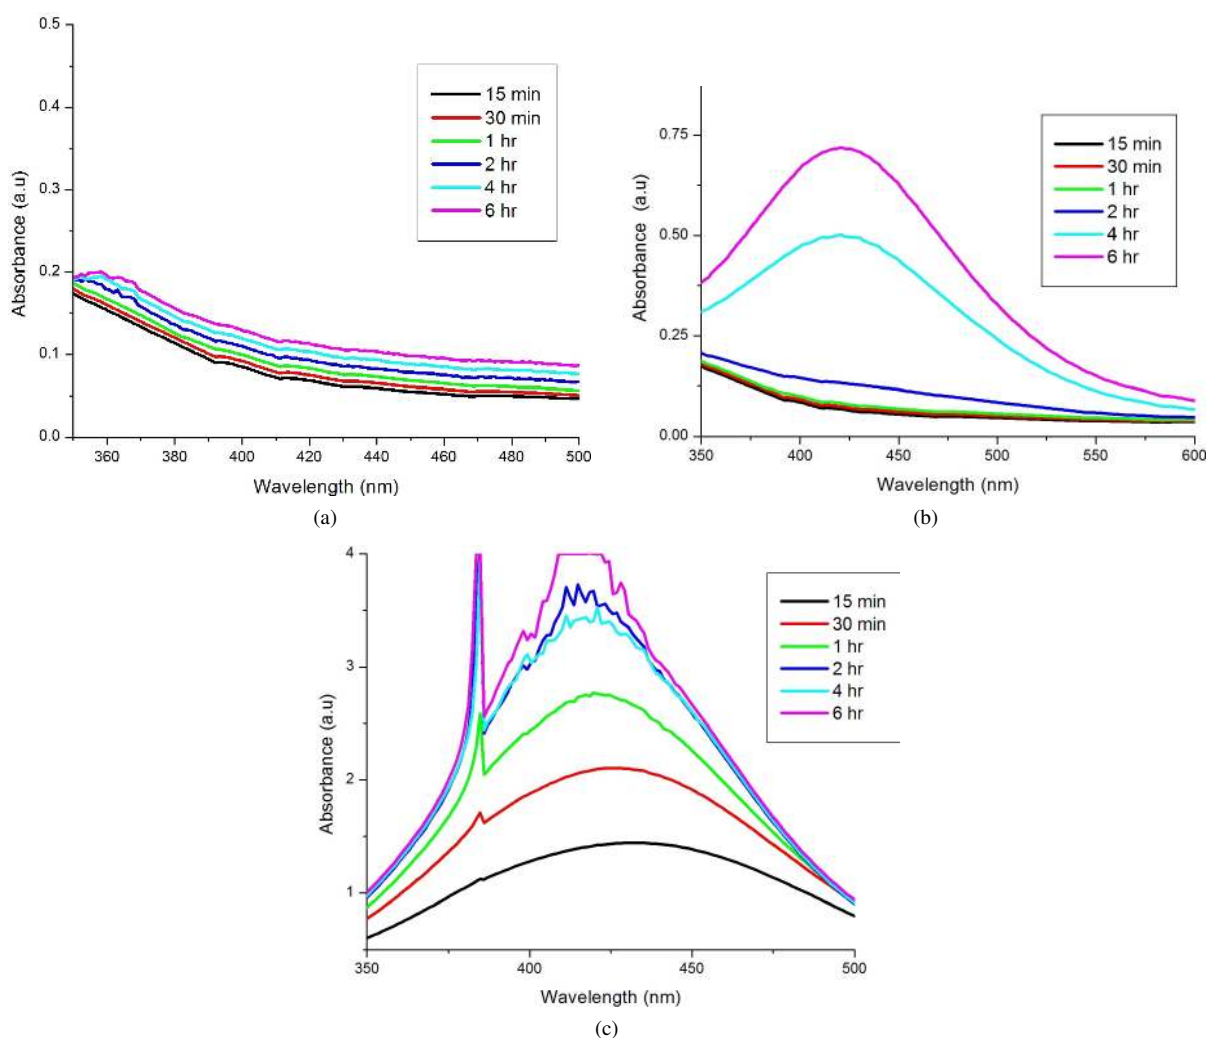 0.5
0.4
0.3
0.2
0.1
0.0
Absorbance (a.u)
15 min
30 min
1 hr
2 hr
4 hr
6 hr
360 380 400 420 440 460 480 500
Wavelength (nm)
(a)
0.75
0.50
0.25
0.00
Absorbance (a.u)
15 min
30 min
1 hr
2 hr
4 hr
6 hr
350 400 450 500 550 600
Wavelength (nm)
(b)
4
3
2
1
Absorbance (a.u)
15 min
30 min
1 hr
2 hr
4 hr
6 hr
350 400 450 500
Wavelength (nm)
(c)